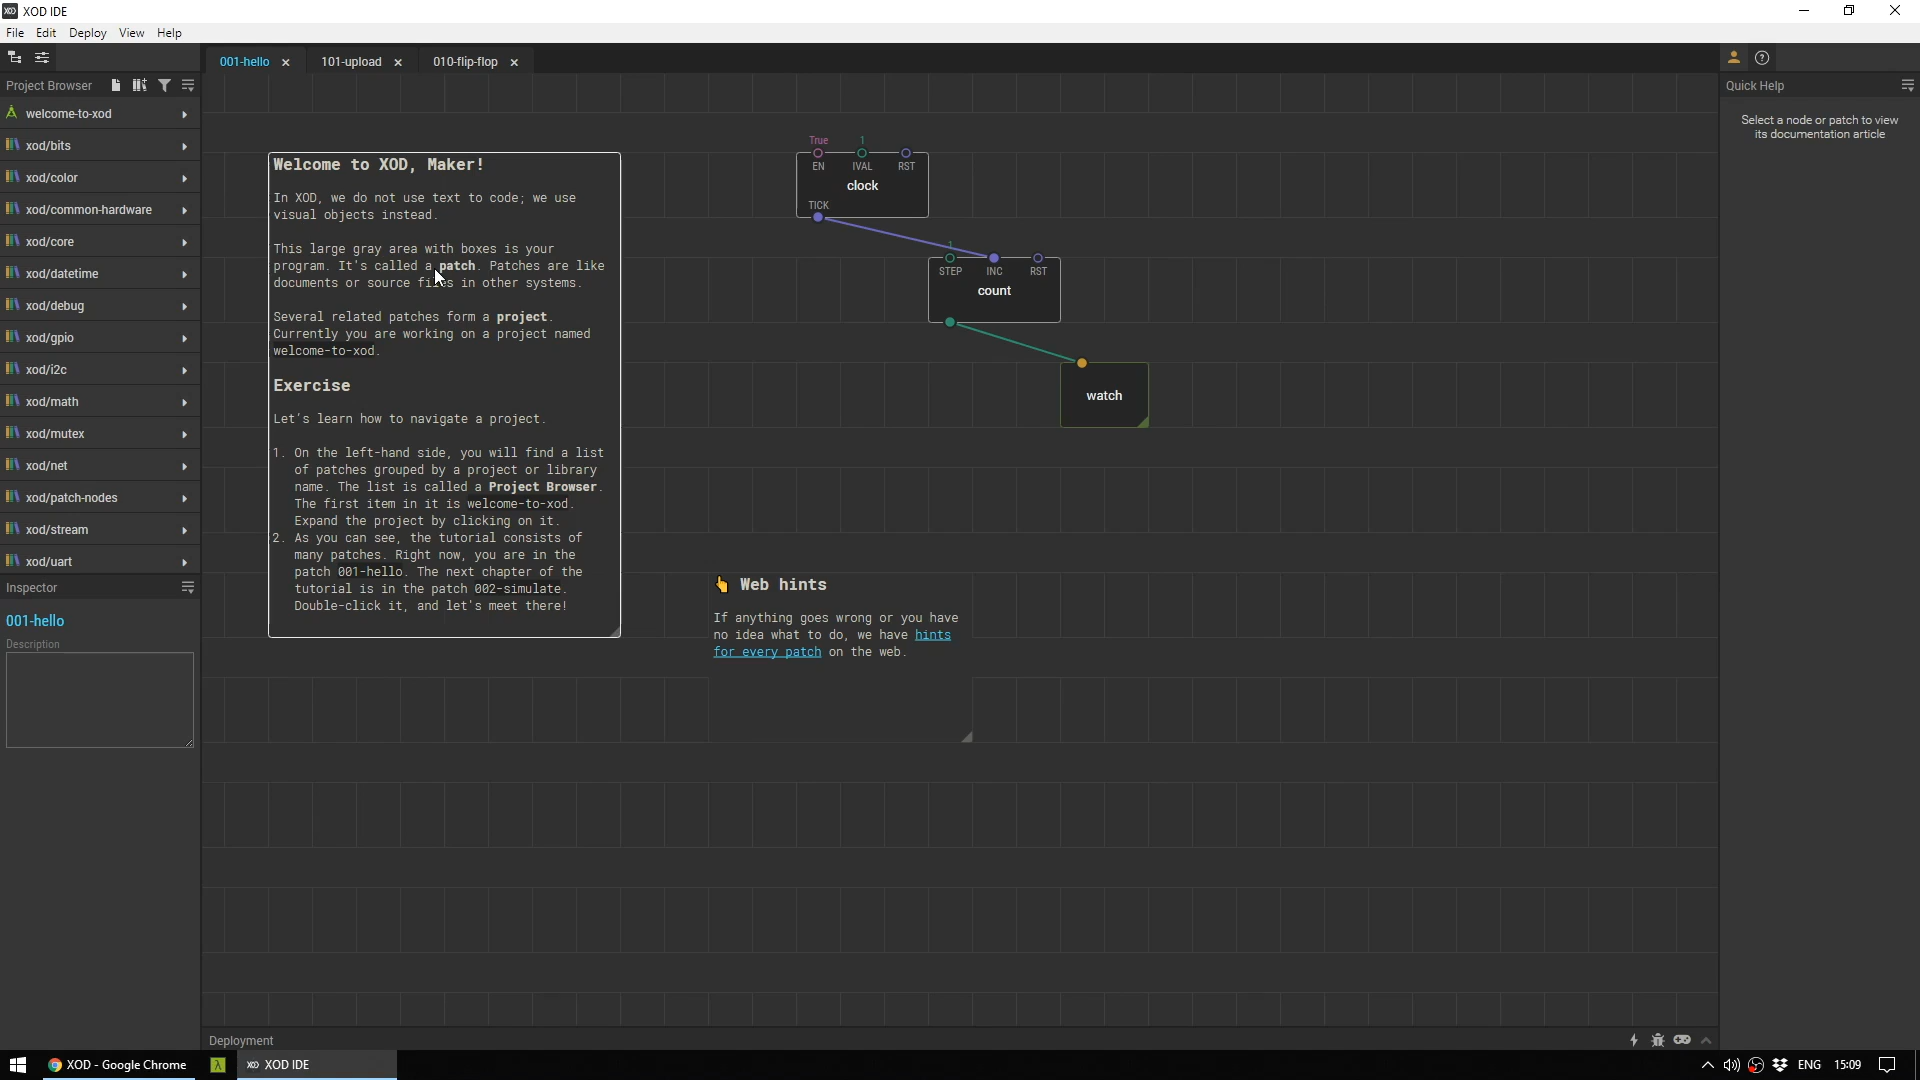 XOD IDE
File Edit Deploy View Help
001-hello
101-upload
010-flip-flop
Project Browser
welcome-to-xod
xod/bits
xod/color
xod/common-hardware
xod/core
xod/datetime
xod/debug
xod/gpio
xod/i2c
xod/math
xod/mutex
xod/net
xod/patch-nodes
xod/stream
xod/uart
Inspector
001-hello
Description
Welcome to XOD, Maker!
In XOD, we do not use text to code; we use
visual objects instead.
This large gray area with boxes is your
program. It's called a patch. Patches are like
documents or source files in other systems.
Several related patches form a project.
Currently you are working on a project named
welcome-to-xod.
Exercise
Let's learn how to navigate a project.
1. On the left-hand side, you will find a list
of patches grouped by a project or library
name. The list is called a Project Browser.
The first item in it is welcome-to-xod.
Expand the project by clicking on it.
2. As you can see, the tutorial consists of
many patches. Right now, you are in the
patch 001-hello. The next chapter of the
tutorial is in the patch 002-simulate.
Double-click it, and let's meet there!
True 1
EN IVAL RST
clock
TICK
1
STEP INC RST
count
watch
Web hints
If anything goes wrong or you have
no idea what to do, we have hints
for every patch on the web.
Quick Help
Select a node or patch to view
its documentation article
Deployment
XOD - Google Chrome
λ
XOD IDE
ENG
15:09